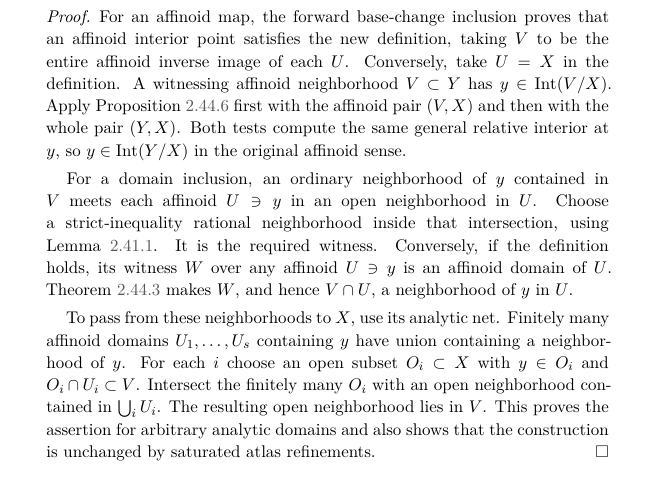 Proof. For an affinoid map, the forward base-change inclusion proves that
an affinoid interior point satisfies the new definition, taking V to be the
entire affinoid inverse image of each U. Conversely, take U = X in the
definition. A witnessing affinoid neighborhood V ⊂ Y has y ∈ Int(V/X).
Apply Proposition 2.44.6 first with the affinoid pair (V, X) and then with the
whole pair (Y, X). Both tests compute the same general relative interior at
y, so y ∈ Int(Y/X) in the original affinoid sense.
For a domain inclusion, an ordinary neighborhood of y contained in
V meets each affinoid U ∋ y in an open neighborhood in U. Choose
a strict-inequality rational neighborhood inside that intersection, using
Lemma 2.41.1. It is the required witness. Conversely, if the definition
holds, its witness W over any affinoid U ∋ y is an affinoid domain of U.
Theorem 2.44.3 makes W, and hence V ∩ U, a neighborhood of y in U.
To pass from these neighborhoods to X, use its analytic net. Finitely many
affinoid domains U₁, . . . , Uₛ containing y have union containing a neighbor-
hood of y. For each i choose an open subset Oᵢ ⊂ X with y ∈ Oᵢ and
Oᵢ ∩ Uᵢ ⊂ V. Intersect the finitely many Oᵢ with an open neighborhood con-
tained in ⋃ᵢ Uᵢ. The resulting open neighborhood lies in V. This proves the
assertion for arbitrary analytic domains and also shows that the construction
is unchanged by saturated atlas refinements. □